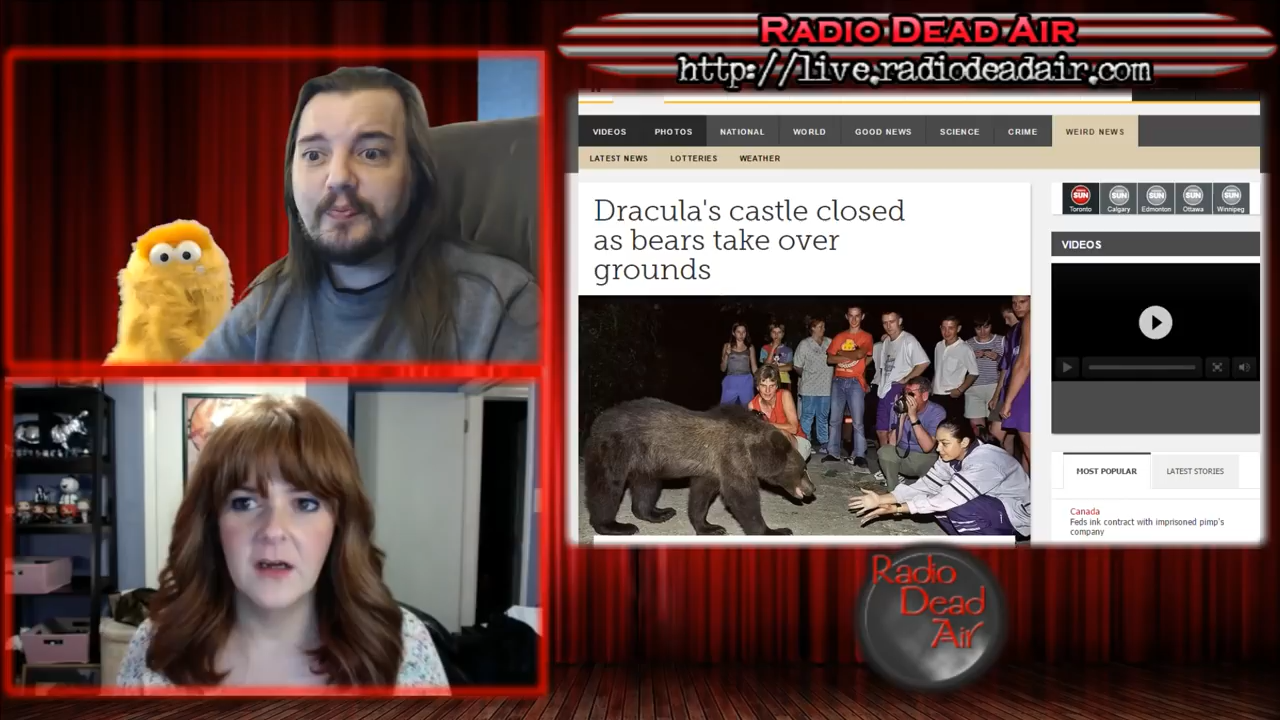 RADIO DEAD AIR
http://live.radiodeadair.com
VIDEOS PHOTOS NATIONAL WORLD GOOD NEWS SCIENCE CRIME WEIRD NEWS
LATEST NEWS LOTTERIES WEATHER
Dracula's castle closed
as bears take over
grounds
SUN SUN SUN SUN SUN
Toronto Calgary Edmonton Ottawa Winnipeg
VIDEOS
MOST POPULAR LATEST STORIES
Canada
Feds ink contract with imprisoned pimp's
company
Radio
Dead
Air